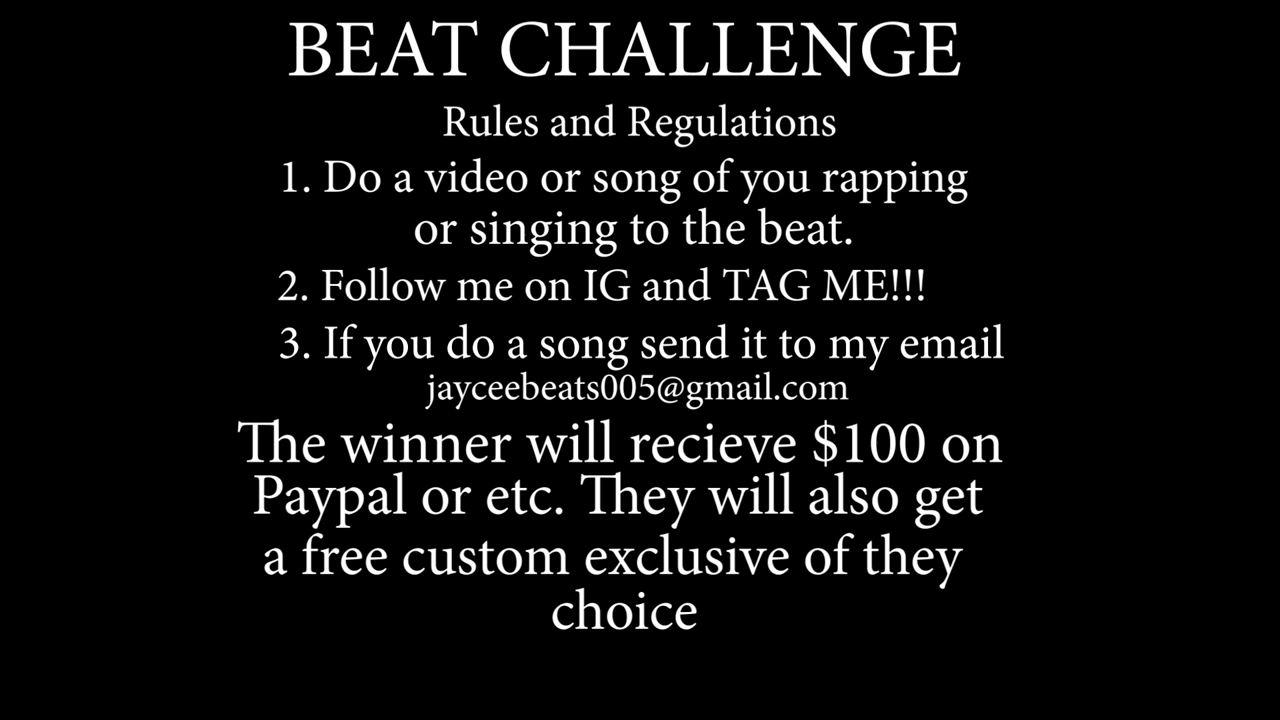 BEAT CHALLENGE
Rules and Regulations
1. Do a video or song of you rapping
or singing to the beat.
2. Follow me on IG and TAG ME!!!
3. If you do a song send it to my email
jayceebeats005@gmail.com
The winner will recieve $100 on
Paypal or etc. They will also get
a free custom exclusive of they
choice